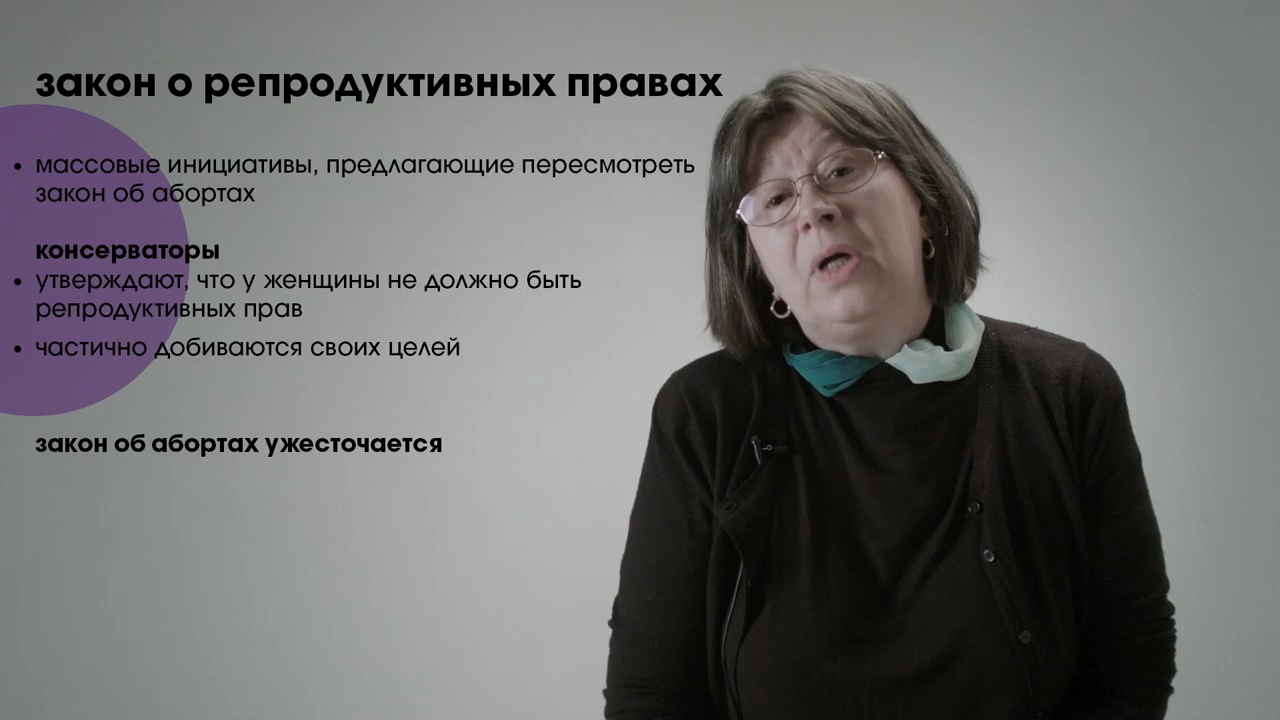 закон о репродуктивных правах
• массовые инициативы, предлагающие пересмотреть
закон об абортах
консерваторы
• утверждают, что у женщины не должно быть
репродуктивных прав
• частично добиваются своих целей
закон об абортах ужесточается